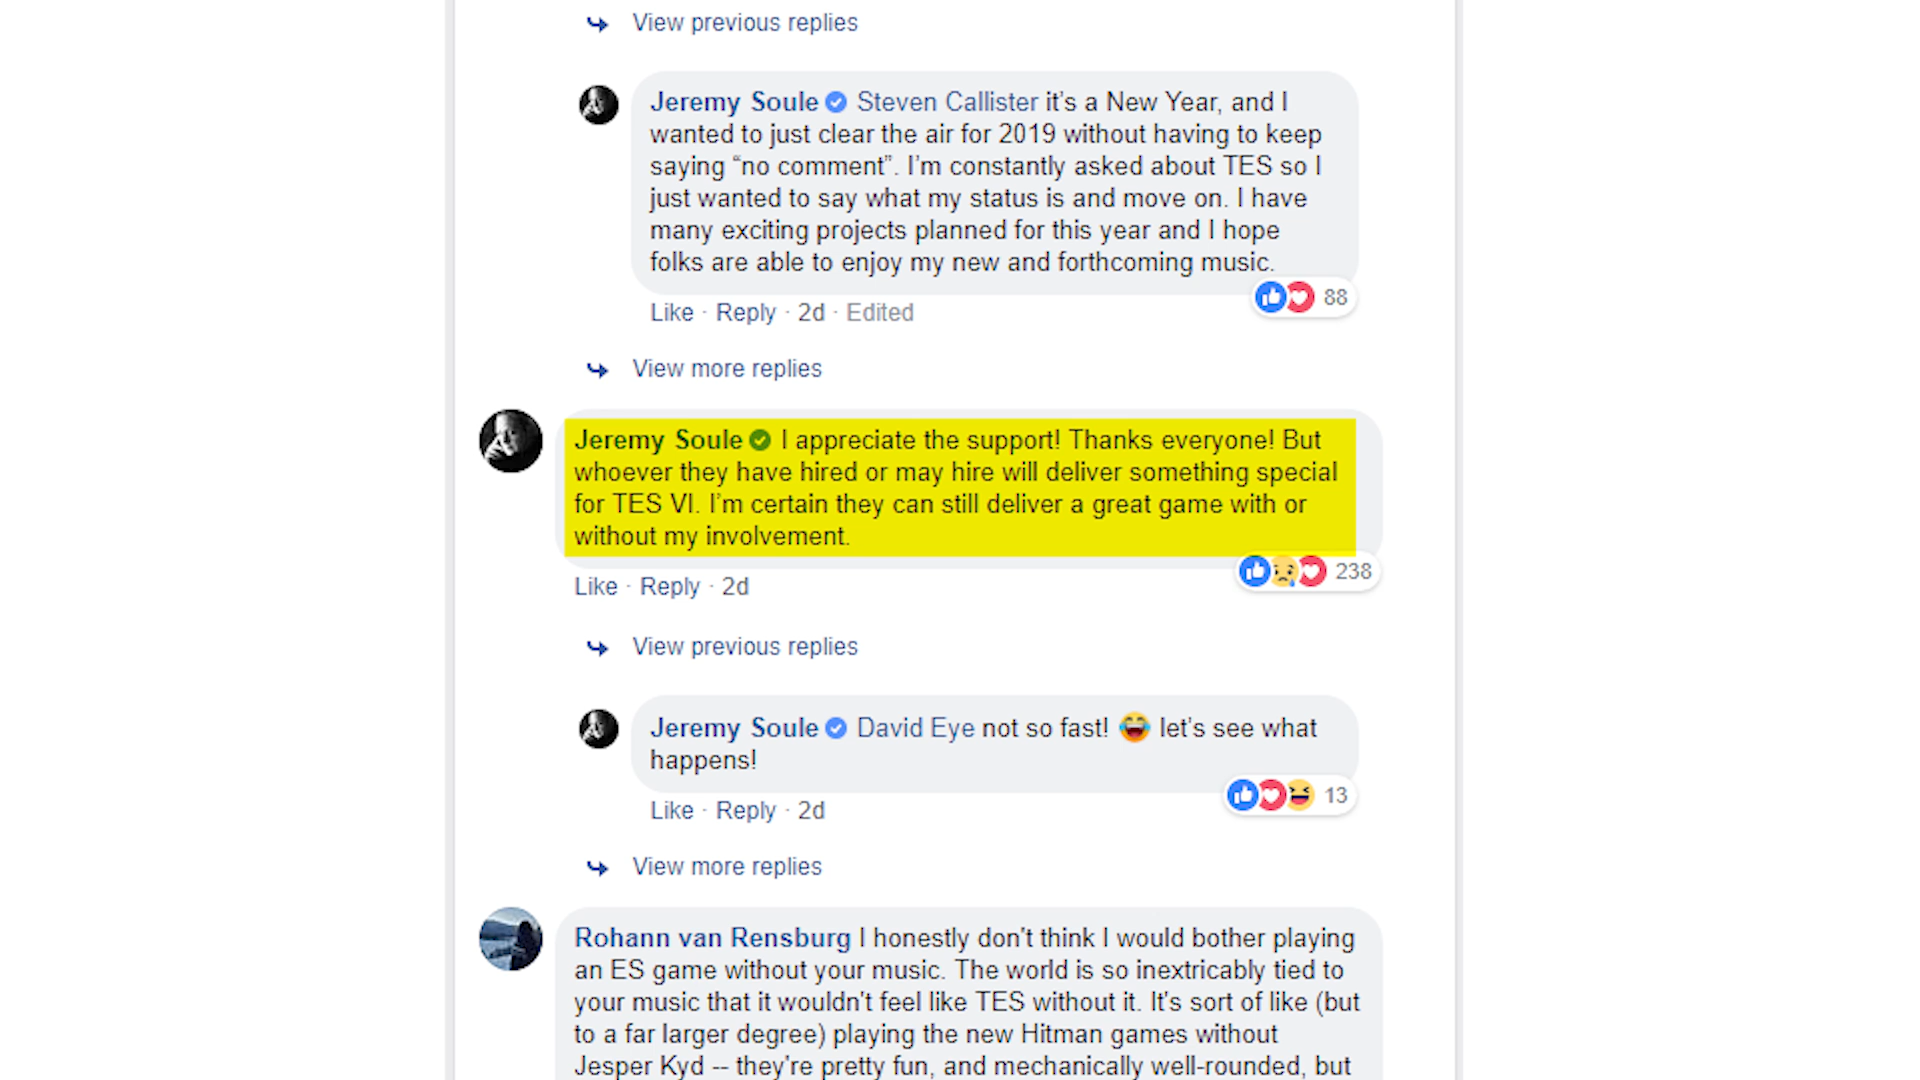 View previous replies
Jeremy Soule Steven Callister it's a New Year, and I
wanted to just clear the air for 2019 without having to keep
saying “no comment”. I’m constantly asked about TES so I
just wanted to say what my status is and move on. I have
many exciting projects planned for this year and I hope
folks are able to enjoy my new and forthcoming music.
88
Like · Reply · 2d · Edited
View more replies
Jeremy Soule I appreciate the support! Thanks everyone! But
whoever they have hired or may hire will deliver something special
for TES VI. I’m certain they can still deliver a great game with or
without my involvement.
238
Like · Reply · 2d
View previous replies
Jeremy Soule David Eye not so fast! 😂 let’s see what
happens!
13
Like · Reply · 2d
View more replies
Rohann van Rensburg I honestly don't think I would bother playing
an ES game without your music. The world is so inextricably tied to
your music that it wouldn't feel like TES without it. It's sort of like (but
to a far larger degree) playing the new Hitman games without
Jesper Kyd -- they're pretty fun, and mechanically well-rounded, but